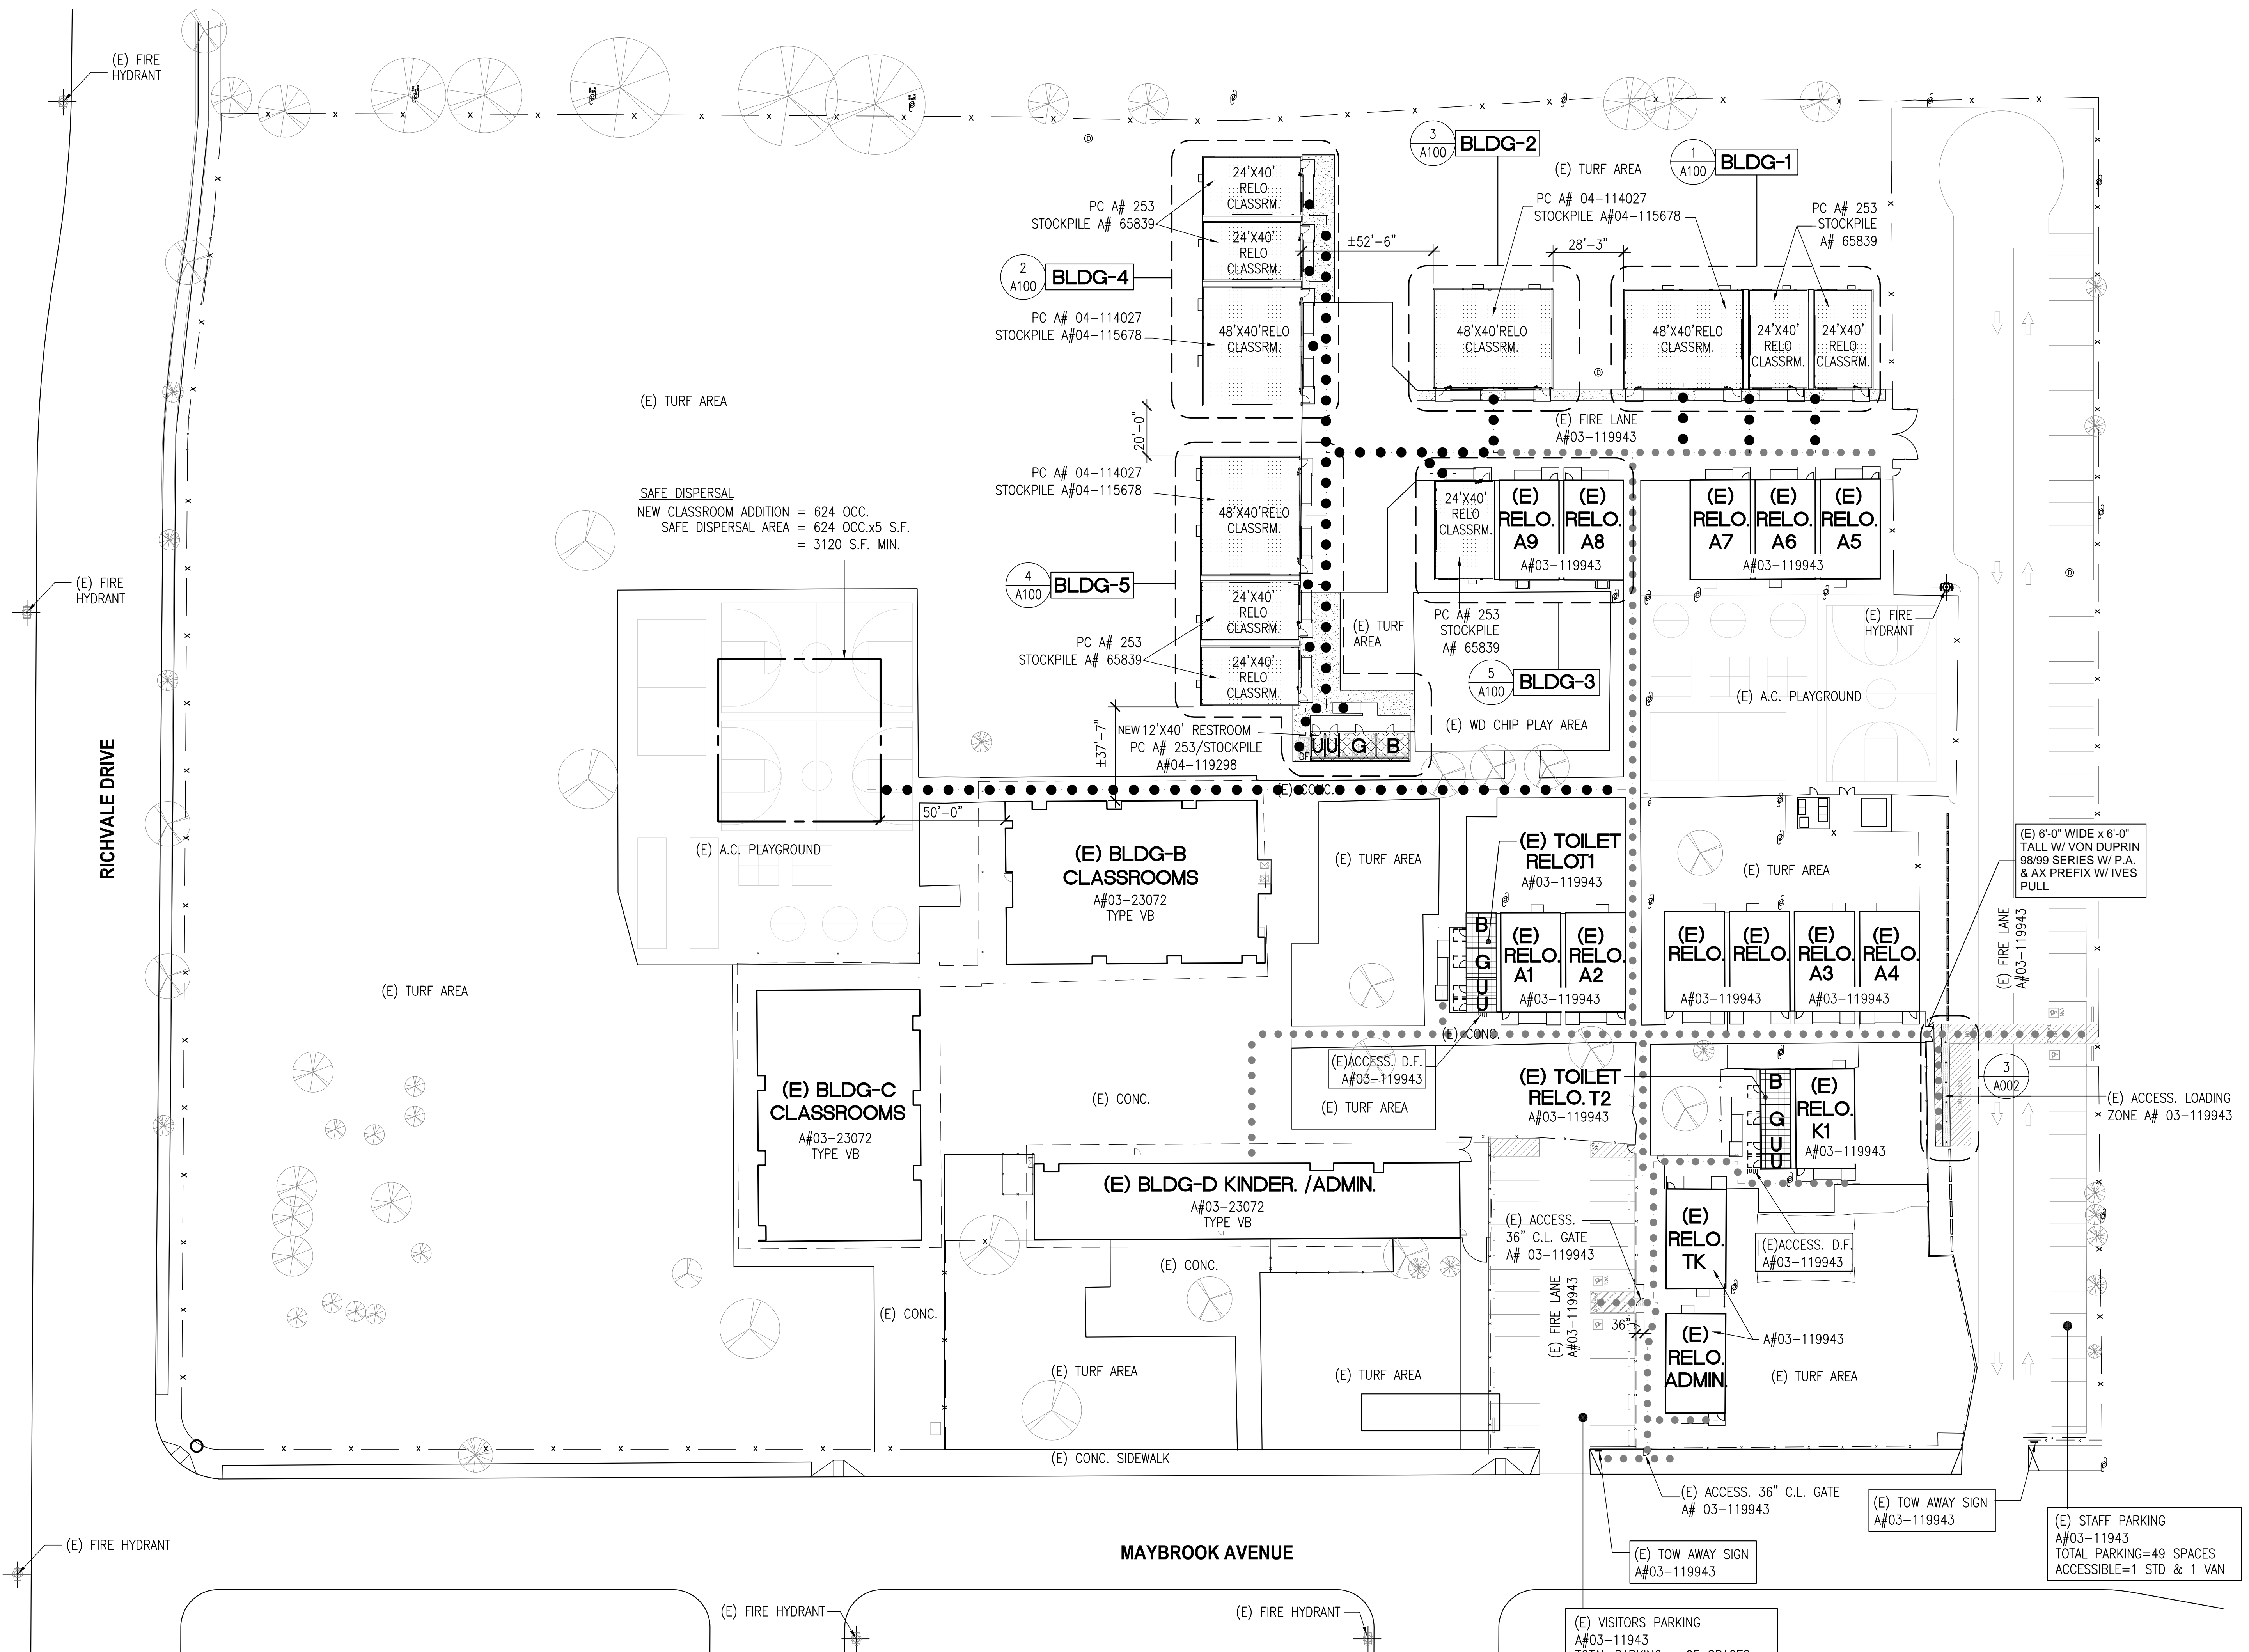 (E) FIRE
HYDRANT
3
A100
BLDG-2
(E) TURF AREA
1
A100
BLDG-1
24'X40'
RELO
CLASSRM.
PC A# 253
STOCKPILE A# 65839
24'X40'
RELO
CLASSRM.
PC A# 04-114027
STOCKPILE A#04-115678
PC A# 253
STOCKPILE
A# 65839
±52'-6"
28'-3"
2
A100
BLDG-4
PC A# 04-114027
STOCKPILE A#04-115678
48'X40'RELO
CLASSRM.
48'X40'RELO
CLASSRM.
48'X40'RELO
CLASSRM.
24'X40'
RELO
CLASSRM.
24'X40'
RELO
CLASSRM.
D
D
(E) TURF AREA
20'-0"
(E) FIRE LANE
A#03-119943
PC A# 04-114027
STOCKPILE A#04-115678
48'X40'RELO
CLASSRM.
SAFE DISPERSAL
NEW CLASSROOM ADDITION = 624 OCC.
SAFE DISPERSAL AREA = 624 OCC.x5 S.F.
= 3120 S.F. MIN.
24'X40'
RELO
CLASSRM.
(E)
RELO.
A9
(E)
RELO.
A8
A#03-119943
(E)
RELO.
A7
(E)
RELO.
A6
(E)
RELO.
A5
A#03-119943
D
(E) FIRE
HYDRANT
4
A100
BLDG-5
24'X40'
RELO
CLASSRM.
PC A# 253
STOCKPILE A# 65839
24'X40'
RELO
CLASSRM.
(E) TURF
AREA
PC A# 253
STOCKPILE
A# 65839
5
A100
BLDG-3
(E) FIRE
HYDRANT
(E) A.C. PLAYGROUND
(E) WD CHIP PLAY AREA
±37'-7"
NEW 12'X40' RESTROOM
PC A# 253/STOCKPILE
A#04-119298
DF
U U G B
RICHVALE DRIVE
(E) CONC.
50'-0"
(E) A.C. PLAYGROUND
(E) BLDG-B
CLASSROOMS
A#03-23072
TYPE VB
(E) TURF AREA
(E) TOILET
RELOT1
A#03-119943
(E) TURF AREA
(E) 6'-0" WIDE x 6'-0"
TALL W/ VON DUPRIN
98/99 SERIES W/ P.A.
& AX PREFIX W/ IVES
PULL
(E) FIRE LANE
A#03-119943
B
G
U
U
(E)
RELO.
A1
(E)
RELO.
A2
A#03-119943
(E)
RELO.
(E)
RELO.
A#03-119943
(E)
RELO.
A3
(E)
RELO.
A4
A#03-119943
(E) TURF AREA
(E) CONC.
(E)ACCESS. D.F.
A#03-119943
(E) TURF AREA
(E) BLDG-C
CLASSROOMS
A#03-23072
TYPE VB
(E) CONC.
(E) TOILET
RELO. T2
A#03-119943
B
G
U
U
(E)
RELO.
K1
A#03-119943
3
A002
(E) ACCESS. LOADING
ZONE A# 03-119943
(E) BLDG-D KINDER. /ADMIN.
A#03-23072
TYPE VB
(E) ACCESS.
36" C.L. GATE
A# 03-119943
(E)
RELO.
TK
(E)ACCESS. D.F.
A#03-119943
(E) CONC.
(E) CONC.
(E) FIRE LANE
A#03-119943
36"
A#03-119943
(E)
RELO.
ADMIN.
(E) TURF AREA
(E) TURF AREA
(E) TURF AREA
(E) CONC. SIDEWALK
(E) ACCESS. 36" C.L. GATE
A# 03-119943
(E) TOW AWAY SIGN
A#03-119943
(E) STAFF PARKING
A#03-11943
TOTAL PARKING=49 SPACES
ACCESSIBLE=1 STD & 1 VAN
(E) FIRE HYDRANT
MAYBROOK AVENUE
(E) TOW AWAY SIGN
A#03-119943
(E) FIRE HYDRANT
(E) FIRE HYDRANT
(E) VISITORS PARKING
A#03-11943